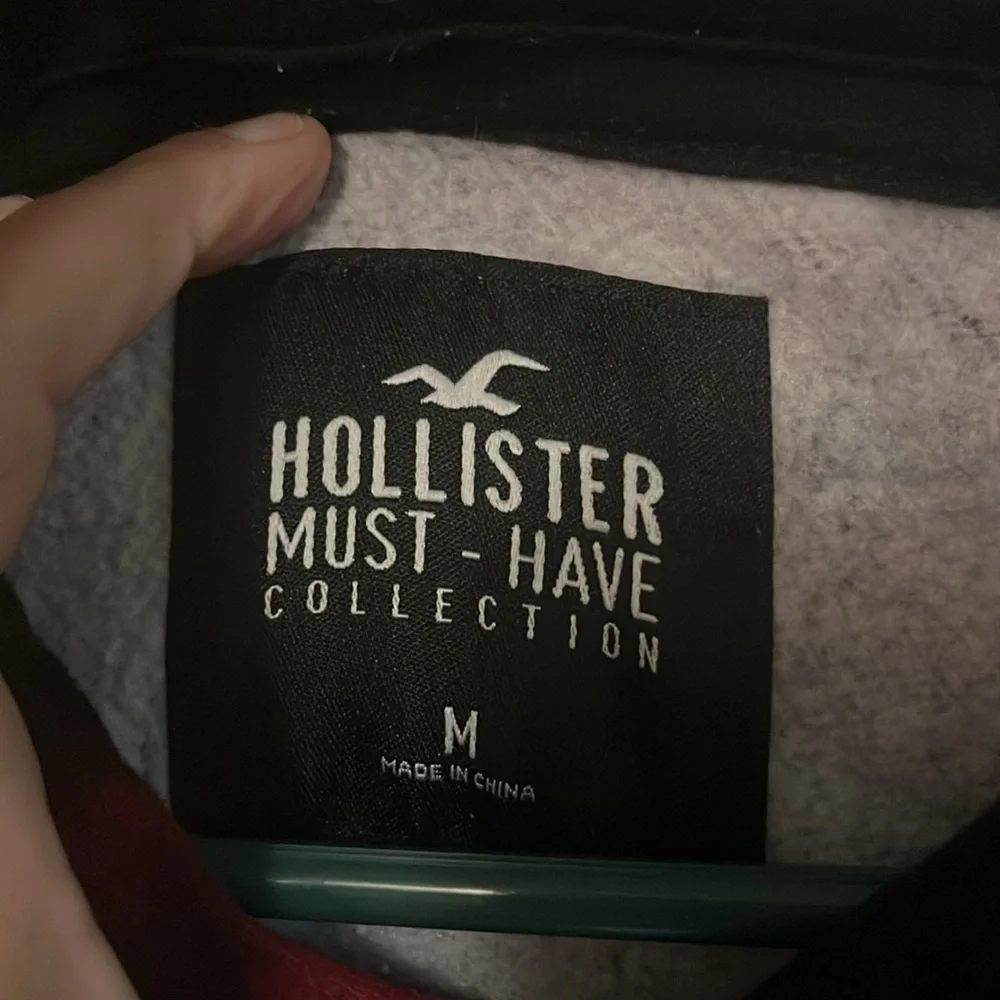 HOLLISTER
MUST - HAVE
COLLECTION
M
MADE IN CHINA